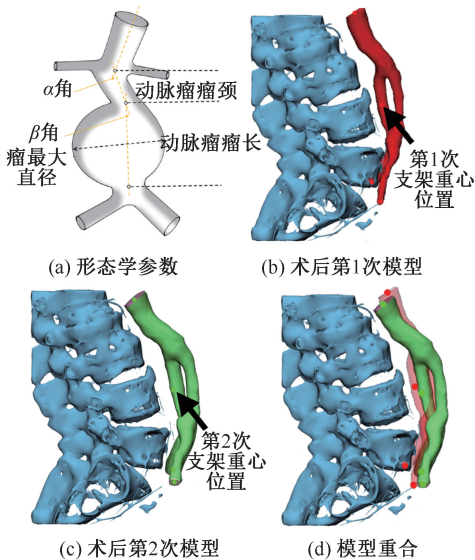 α角
动脉瘤瘤颈
β角
瘤最大
直径
动脉瘤瘤长
第1次
支架重心
位置
(a) 形态学参数
(b) 术后第1次模型
第2次
支架重心
位置
(c) 术后第2次模型
(d) 模型重合